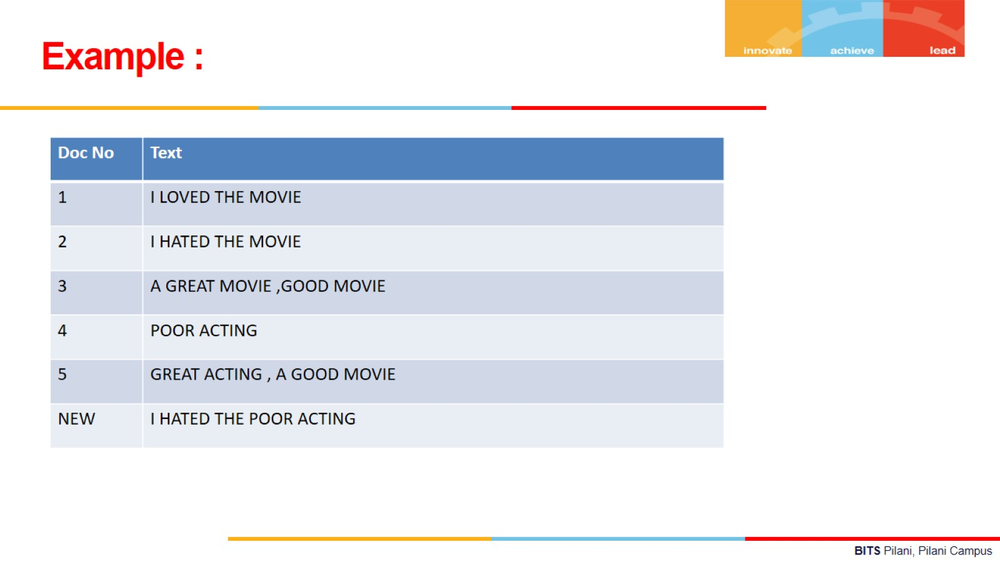 innovate achieve lead
Example :
Doc No Text
1 I LOVED THE MOVIE
2 I HATED THE MOVIE
3 A GREAT MOVIE ,GOOD MOVIE
4 POOR ACTING
5 GREAT ACTING , A GOOD MOVIE
NEW I HATED THE POOR ACTING
BITS Pilani, Pilani Campus